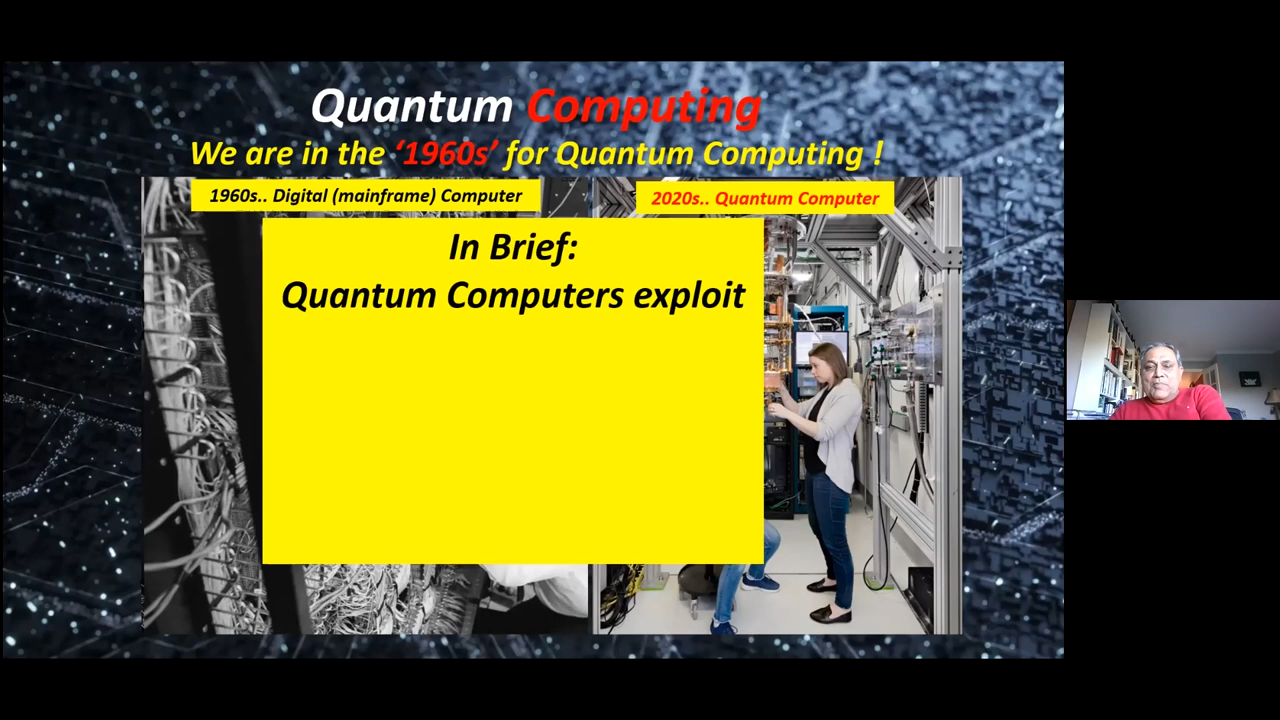 Quantum Computing
We are in the ‘1960s’ for Quantum Computing !
1960s.. Digital (mainframe) Computer
2020s.. Quantum Computer
In Brief:
Quantum Computers exploit